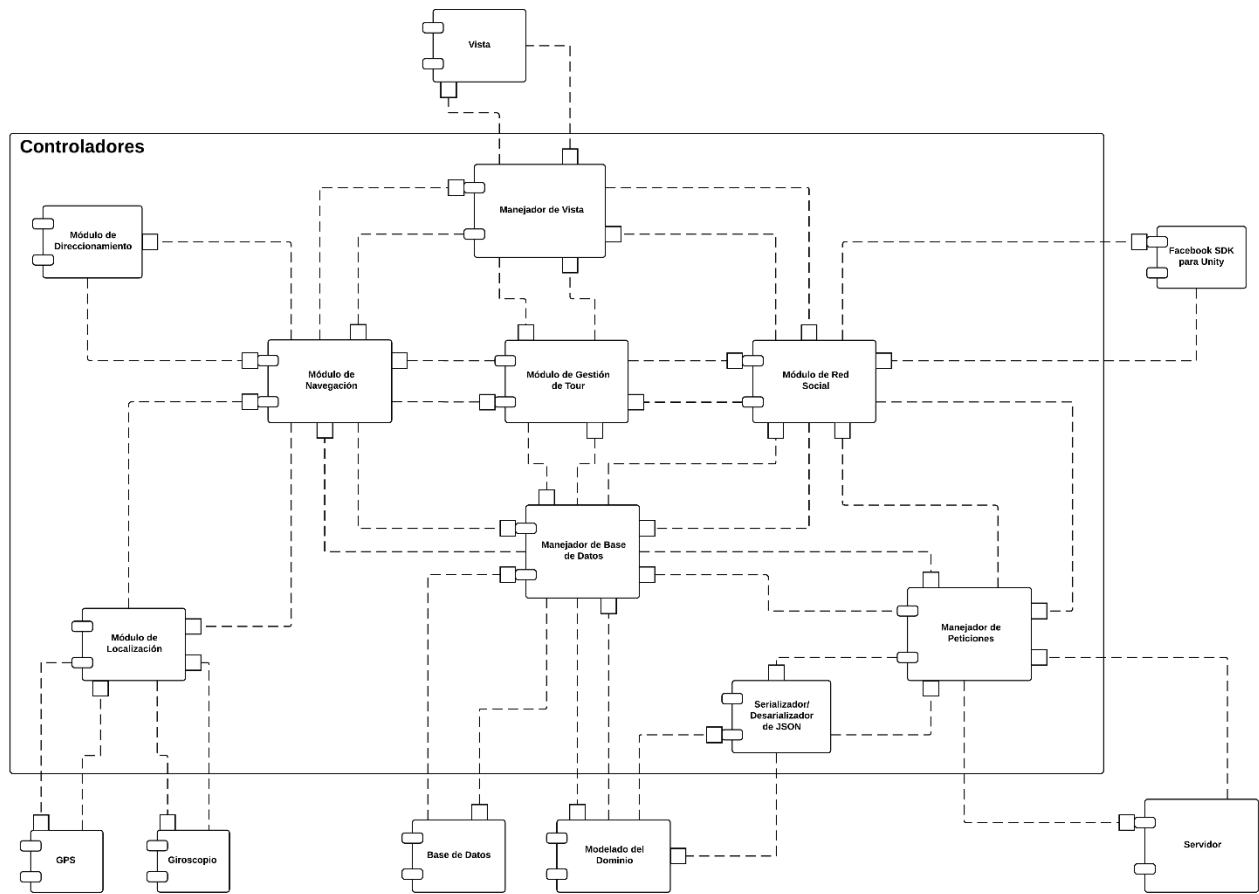 Vista
Controladores
Manejador de Vista
Módulo de
Direccionamiento
Facebook SDK
para Unity
Módulo de
Navegación
Módulo de Gestión
de Tour
Módulo de Red
Social
Manejador de Base
de Datos
Módulo de
Localización
Manejador de
Peticiones
Serializador/
Desarializador
de JSON
GPS
Giroscopio
Base de Datos
Modelado del
Dominio
Servidor